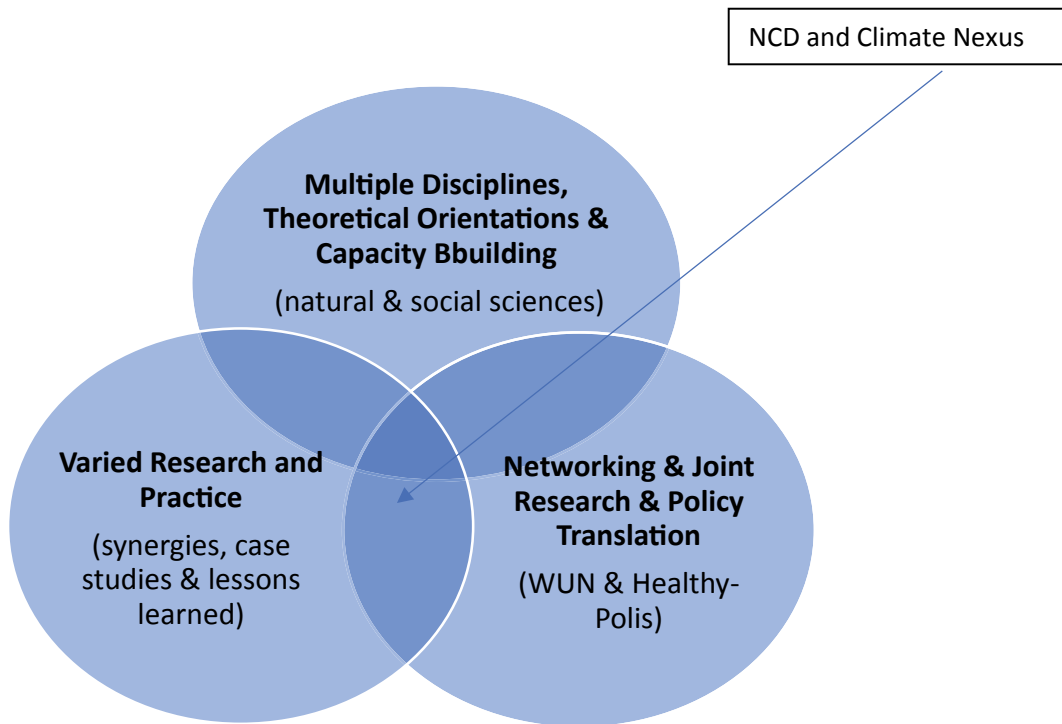 NCD and Climate Nexus
Multiple Disciplines,
Theoretical Orientations &
Capacity Bbuilding
(natural & social sciences)
Varied Research and
Practice
(synergies, case
studies & lessons
learned)
Networking & Joint
Research & Policy
Translation
(WUN & Healthy-
Polis)